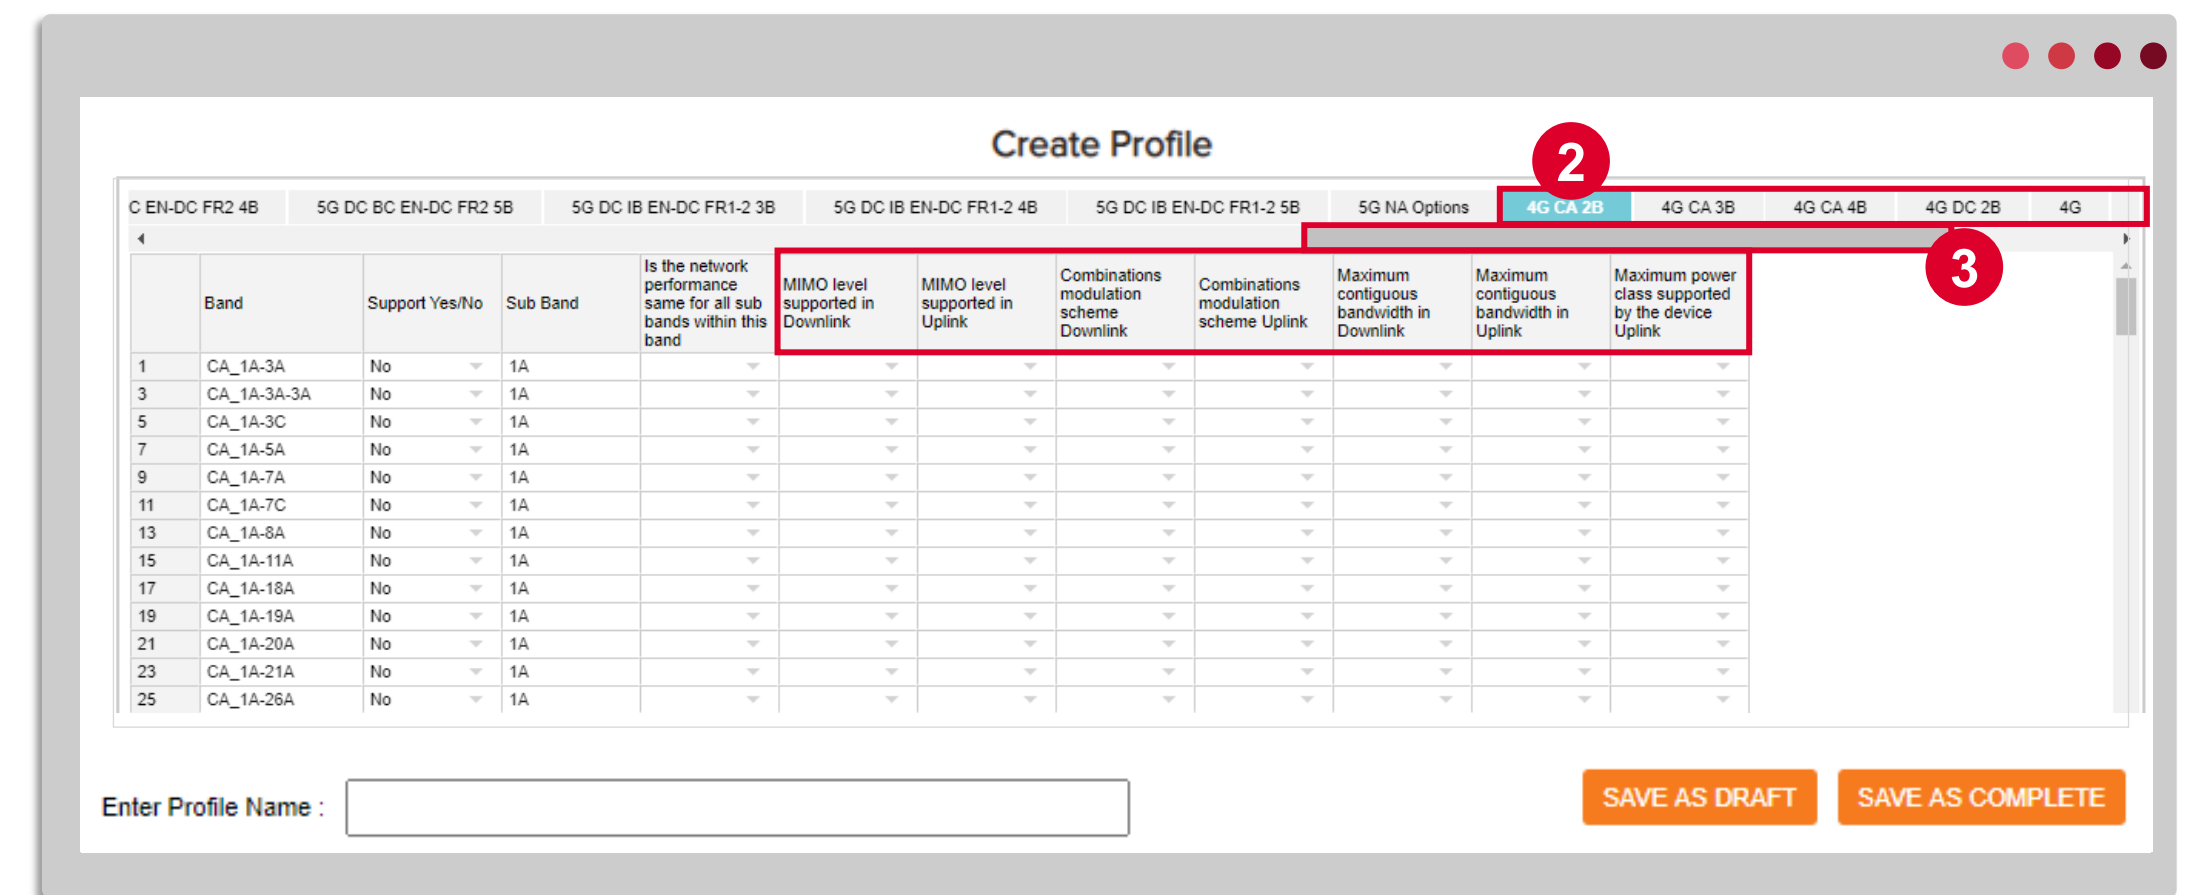 Create Profile
2
C EN-DC FR2 4B 5G DC BC EN-DC FR2 5B 5G DC IB EN-DC FR1-2 3B 5G DC IB EN-DC FR1-2 4B 5G DC IB EN-DC FR1-2 5B 5G NA Options 4G CA 2B 4G CA 3B 4G CA 4B 4G DC 2B 4G
3
Band
Support Yes/No
Sub Band
Is the network
performance
same for all sub
bands within this
band
MIMO level
supported in
Downlink
MIMO level
supported in
Uplink
Combinations
modulation
scheme
Downlink
Combinations
modulation
scheme Uplink
Maximum
contiguous
bandwidth in
Downlink
Maximum
contiguous
bandwidth in
Uplink
Maximum power
class supported
by the device
Uplink
1 CA_1A-3A No 1A
3 CA_1A-3A-3A No 1A
5 CA_1A-3C No 1A
7 CA_1A-5A No 1A
9 CA_1A-7A No 1A
11 CA_1A-7C No 1A
13 CA_1A-8A No 1A
15 CA_1A-11A No 1A
17 CA_1A-18A No 1A
19 CA_1A-19A No 1A
21 CA_1A-20A No 1A
23 CA_1A-21A No 1A
25 CA_1A-26A No 1A
Enter Profile Name :
SAVE AS DRAFT SAVE AS COMPLETE